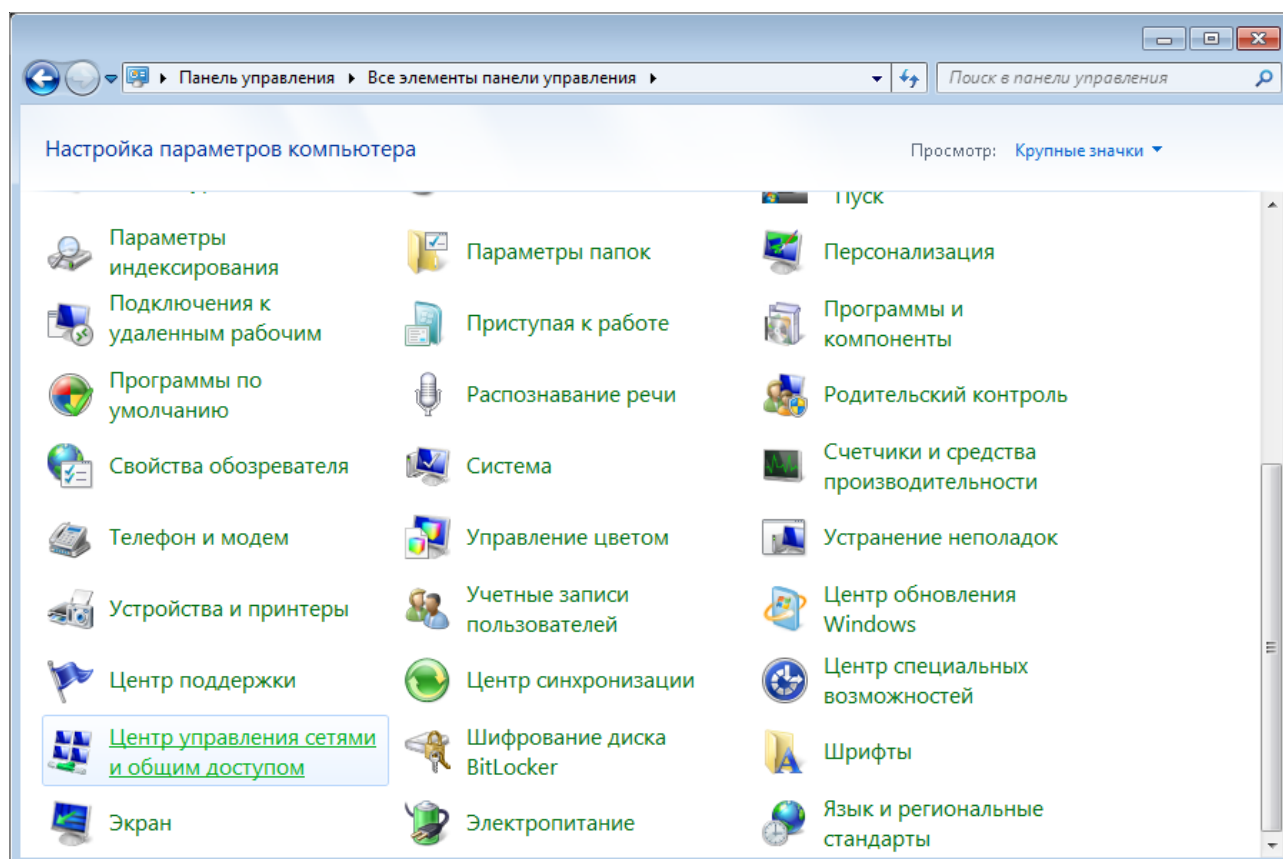 Панель управления
Все элементы панели управления
Поиск в панели управления
Настройка параметров компьютера
Просмотр: Крупные значки
Пуск
Параметры
индексирования
Параметры папок
Персонализация
Подключения к
удаленным рабочим
Приступая к работе
Программы и
компоненты
Программы по
умолчанию
Распознавание речи
Родительский контроль
Свойства обозревателя
Система
Счетчики и средства
производительности
Телефон и модем
Управление цветом
Устранение неполадок
Устройства и принтеры
Учетные записи
пользователей
Центр обновления
Windows
Центр поддержки
Центр синхронизации
Центр специальных
возможностей
Центр управления сетями
и общим доступом
Шифрование диска
BitLocker
Шрифты
Экран
Электропитание
Язык и региональные
стандарты